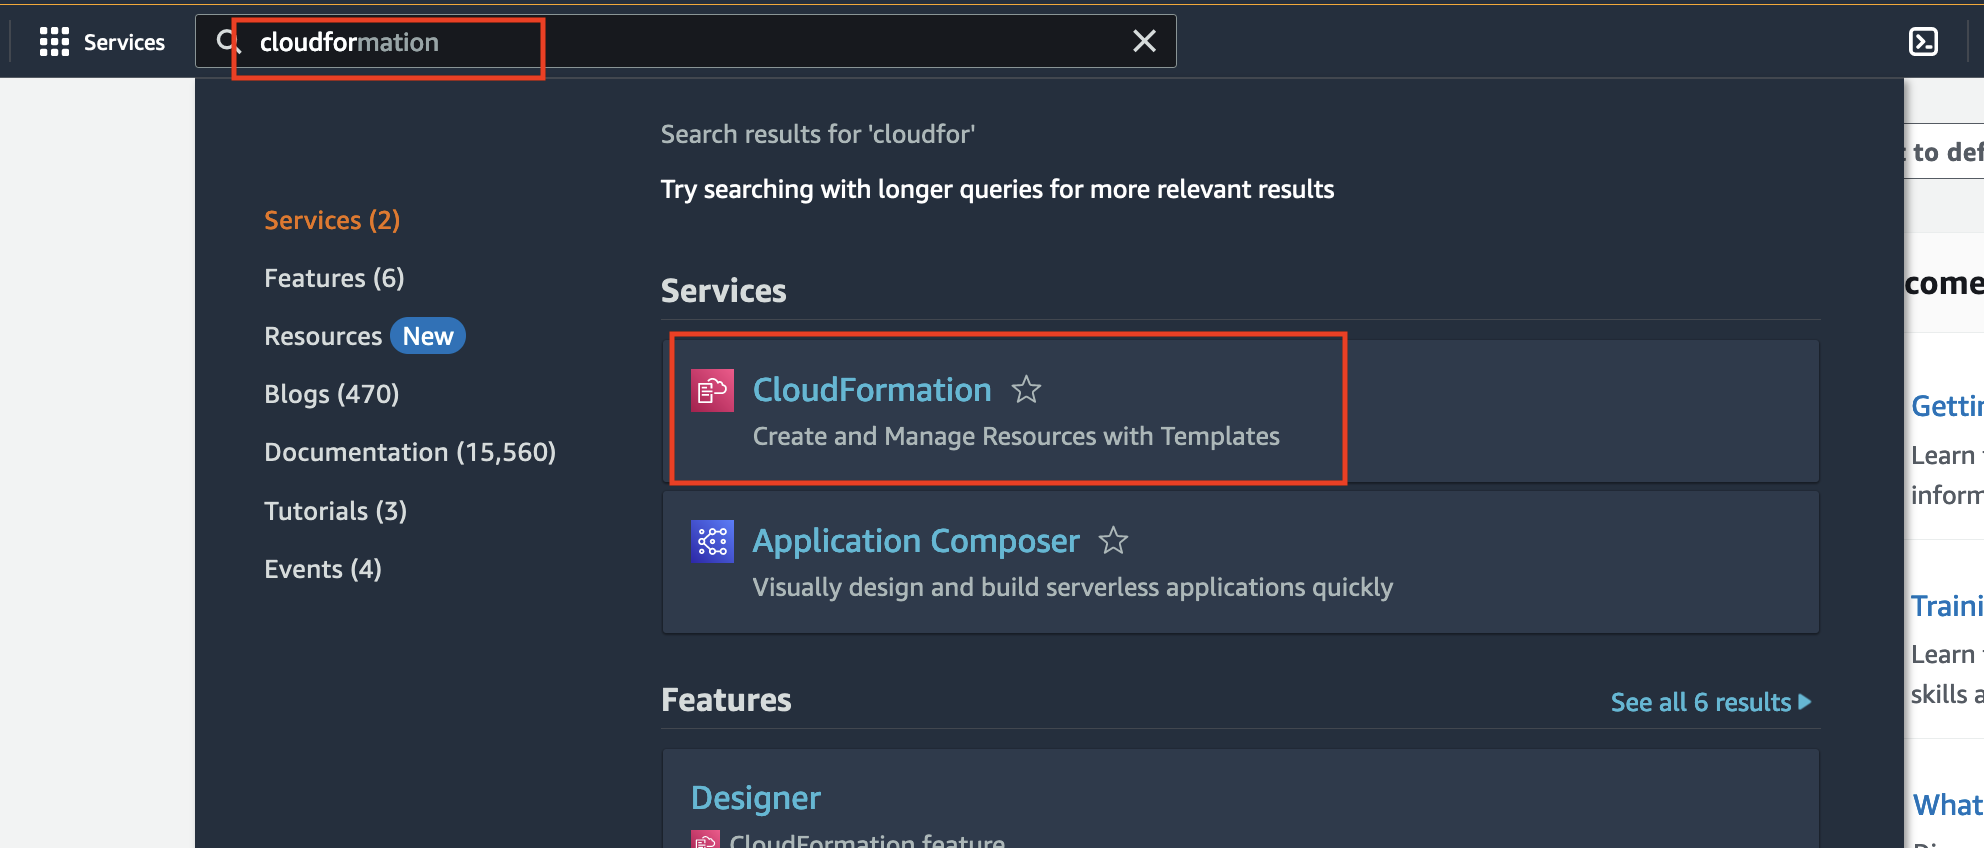 Services
cloudformation
Search results for 'cloudfor'
Try searching with longer queries for more relevant results
Services (2)
Features (6)
Resources New
Blogs (470)
Documentation (15,560)
Tutorials (3)
Events (4)
Services
CloudFormation
Create and Manage Resources with Templates
Application Composer
Visually design and build serverless applications quickly
Features
See all 6 results
Designer
CloudFormation feature
to def
come
Gettin
Learn
inform
Traini
Learn
skills a
What